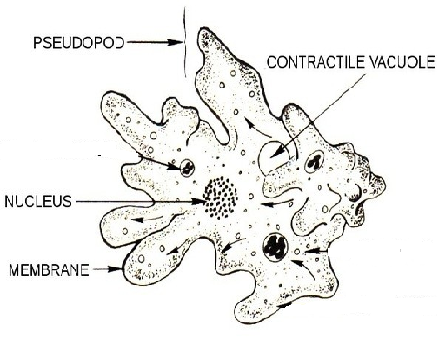 PSEUDOPOD
CONTRACTILE VACUOLE
NUCLEUS
MEMBRANE